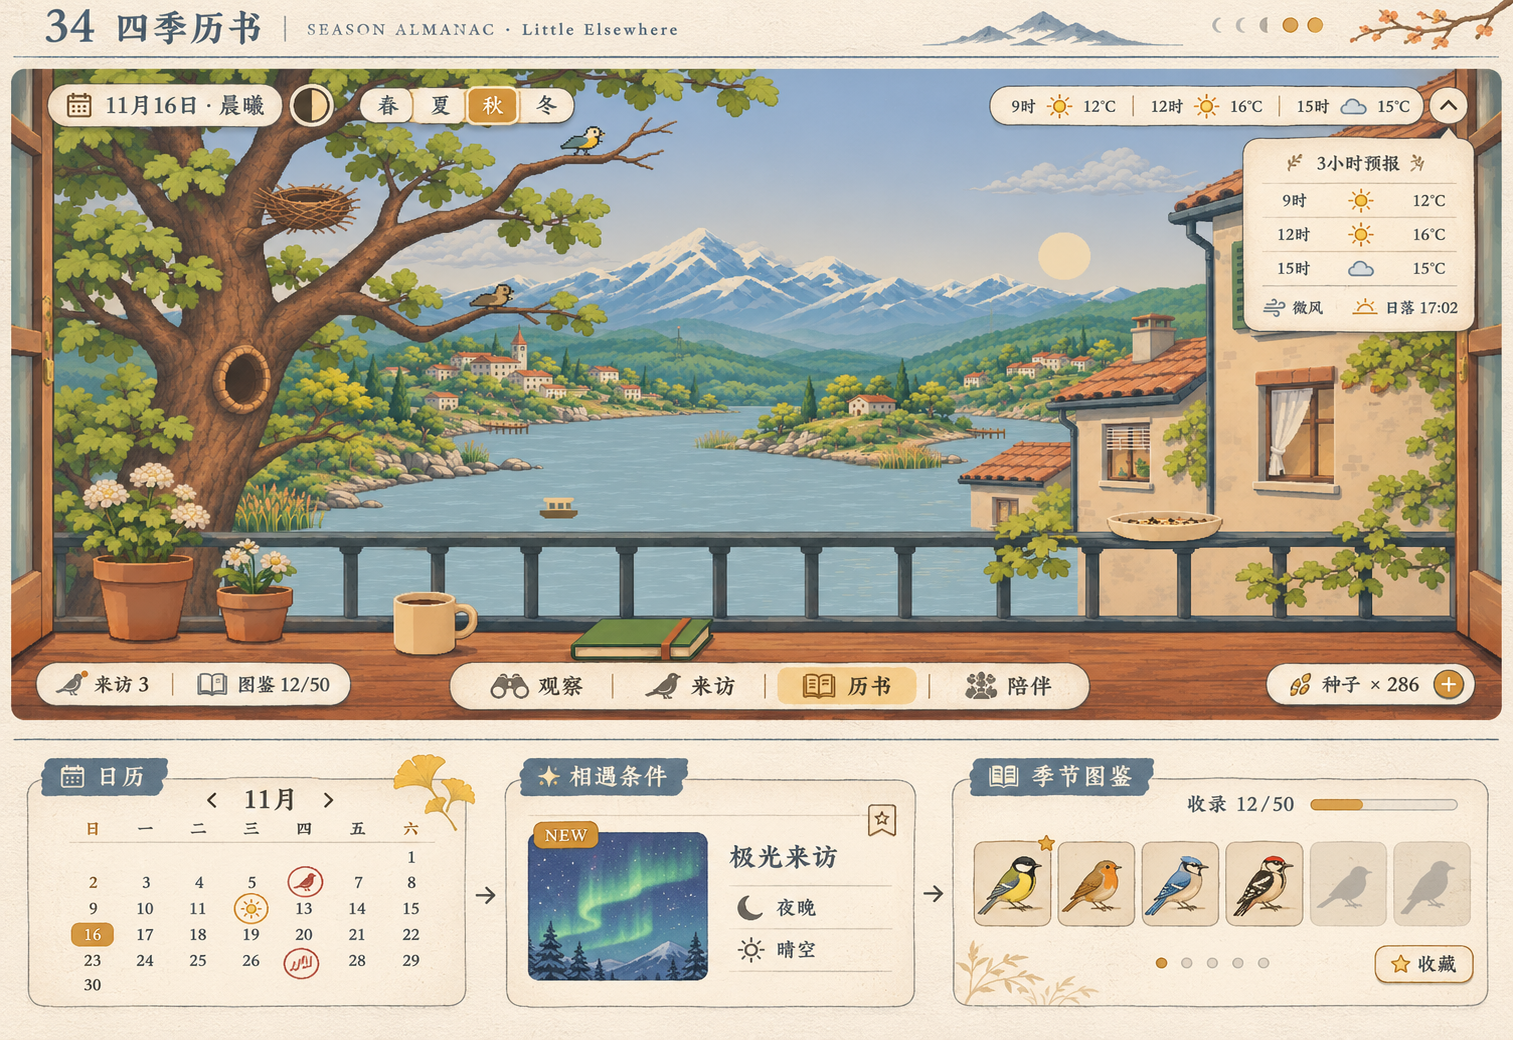 34 四季历书 SEASON ALMANAC · Little Elsewhere
11月16日 · 晨曦
春 夏 秋 冬
9时 12℃ 12时 16℃ 15时 15℃
3小时预报
9时 12℃
12时 16℃
15时 15℃
微风 日落 17:02
来访 3 图鉴 12/50
观察 来访 历书 陪伴
种子 × 286
日历
11月
日 一 二 三 四 五 六
1
2 3 4 5 7 8
9 10 11 13 14 15
16 17 18 19 20 21 22
23 24 25 26 28 29
30
相遇条件
NEW
极光来访
夜晚
晴空
季节图鉴
收录 12/50
收藏